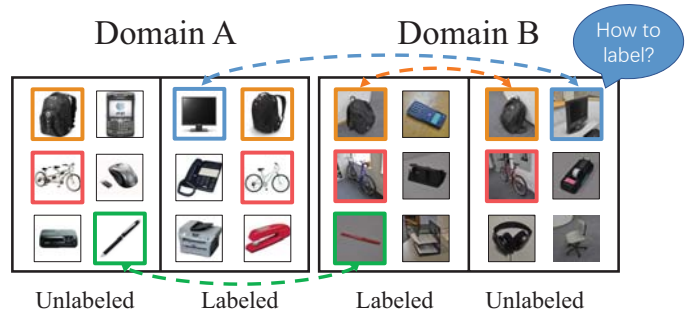 Domain A
Domain B
How to
label?
Unlabeled
Labeled
Labeled
Unlabeled